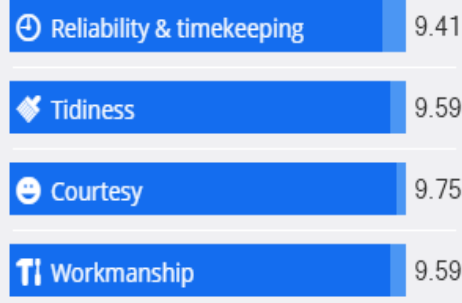 Reliability & timekeeping 9.41
Tidiness 9.59
Courtesy 9.75
Workmanship 9.59